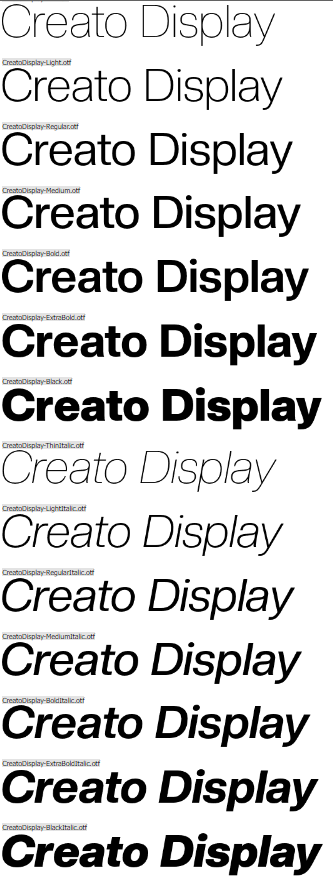 Creato Display
CreatoDisplay-Light.otf
Creato Display
CreatoDisplay-Regular.otf
Creato Display
CreatoDisplay-Medium.otf
Creato Display
CreatoDisplay-Bold.otf
Creato Display
CreatoDisplay-ExtraBold.otf
Creato Display
CreatoDisplay-Black.otf
Creato Display
CreatoDisplay-ThinItalic.otf
Creato Display
CreatoDisplay-LightItalic.otf
Creato Display
CreatoDisplay-RegularItalic.otf
Creato Display
CreatoDisplay-MediumItalic.otf
Creato Display
CreatoDisplay-BoldItalic.otf
Creato Display
CreatoDisplay-ExtraBoldItalic.otf
Creato Display
CreatoDisplay-BlackItalic.otf
Creato Display